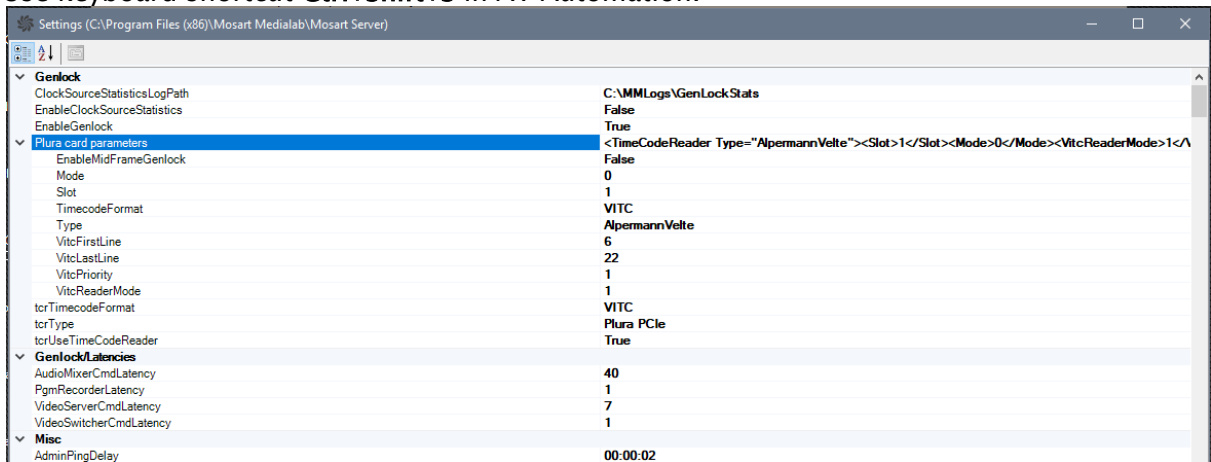 Settings (C:\Program Files (x86)\Mosart Medialab\Mosart Server)
Genlock
ClockSourceStatisticsLogPath C:\MMLogs\GenLockStats
EnableClockSourceStatistics False
EnableGenlock True
Plura card parameters <TimeCodeReader Type="AlpermannVelte"><Slot>1</Slot><Mode>0</Mode><VitcReaderMode>1</V
EnableMidFrameGenlock False
Mode 0
Slot 1
TimecodeFormat VITC
Type AlpermannVelte
VitcFirstLine 6
VitcLastLine 22
VitcPriority 1
VitcReaderMode 1
tcrTimecodeFormat VITC
tcrType Plura PCIe
tcrUseTimeCodeReader True
Genlock/Latencies
AudioMixerCmdLatency 40
PgmRecorderLatency 1
VideoServerCmdLatency 7
VideoSwitcherCmdLatency 1
Misc
AdminPingDelay 00:00:02